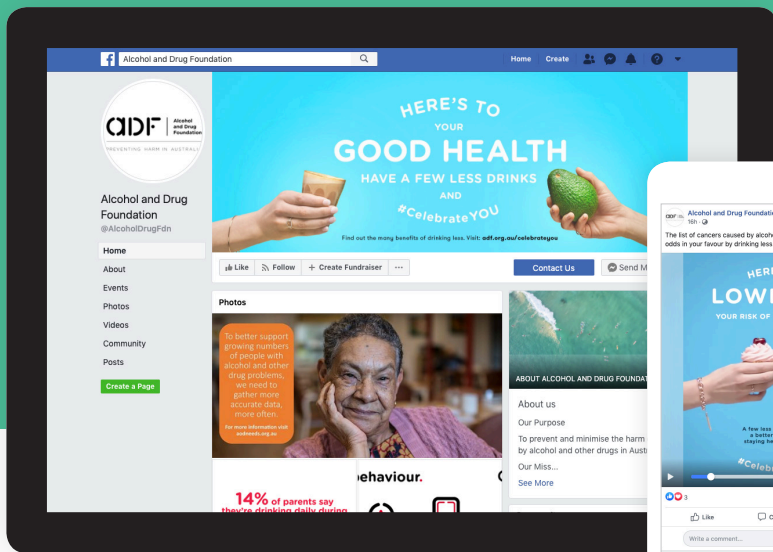 Alcohol and Drug Foundation
Home Create
adf Alcohol and Drug Foundation
PREVENTING HARM IN AUSTRALIA
Alcohol and Drug
Foundation
@AlcoholDrugFdn
Home
About
Events
Photos
Videos
Community
Posts
Create a Page
HERE'S TO
YOUR
GOOD HEALTH
HAVE A FEW LESS DRINKS
AND
#CelebrateYOU
Find out the many benefits of drinking less. Visit: adf.org.au/celebrateyou
Like Follow + Create Fundraiser ...
Contact Us Send M
Photos
To better support
growing numbers
of people with
alcohol and other
drug problems,
we need to
gather more
accurate data,
more often.
For more information visit
aodneeds.org.au
ehaviour.
14% of parents say
they're drinking daily during
ABOUT ALCOHOL AND DRUG FOUNDAT
About us
Our Purpose
To prevent and minimise the harm
by alcohol and other drugs in Aust
Our Miss...
See More
Alcohol and Drug Foundatio
16h
The list of cancers caused by alcoho
odds in your favour by drinking less
HER
LOWE
YOUR RISK OF
A few less
a better
staying he
#Celeb
3
Like C
Write a comment...